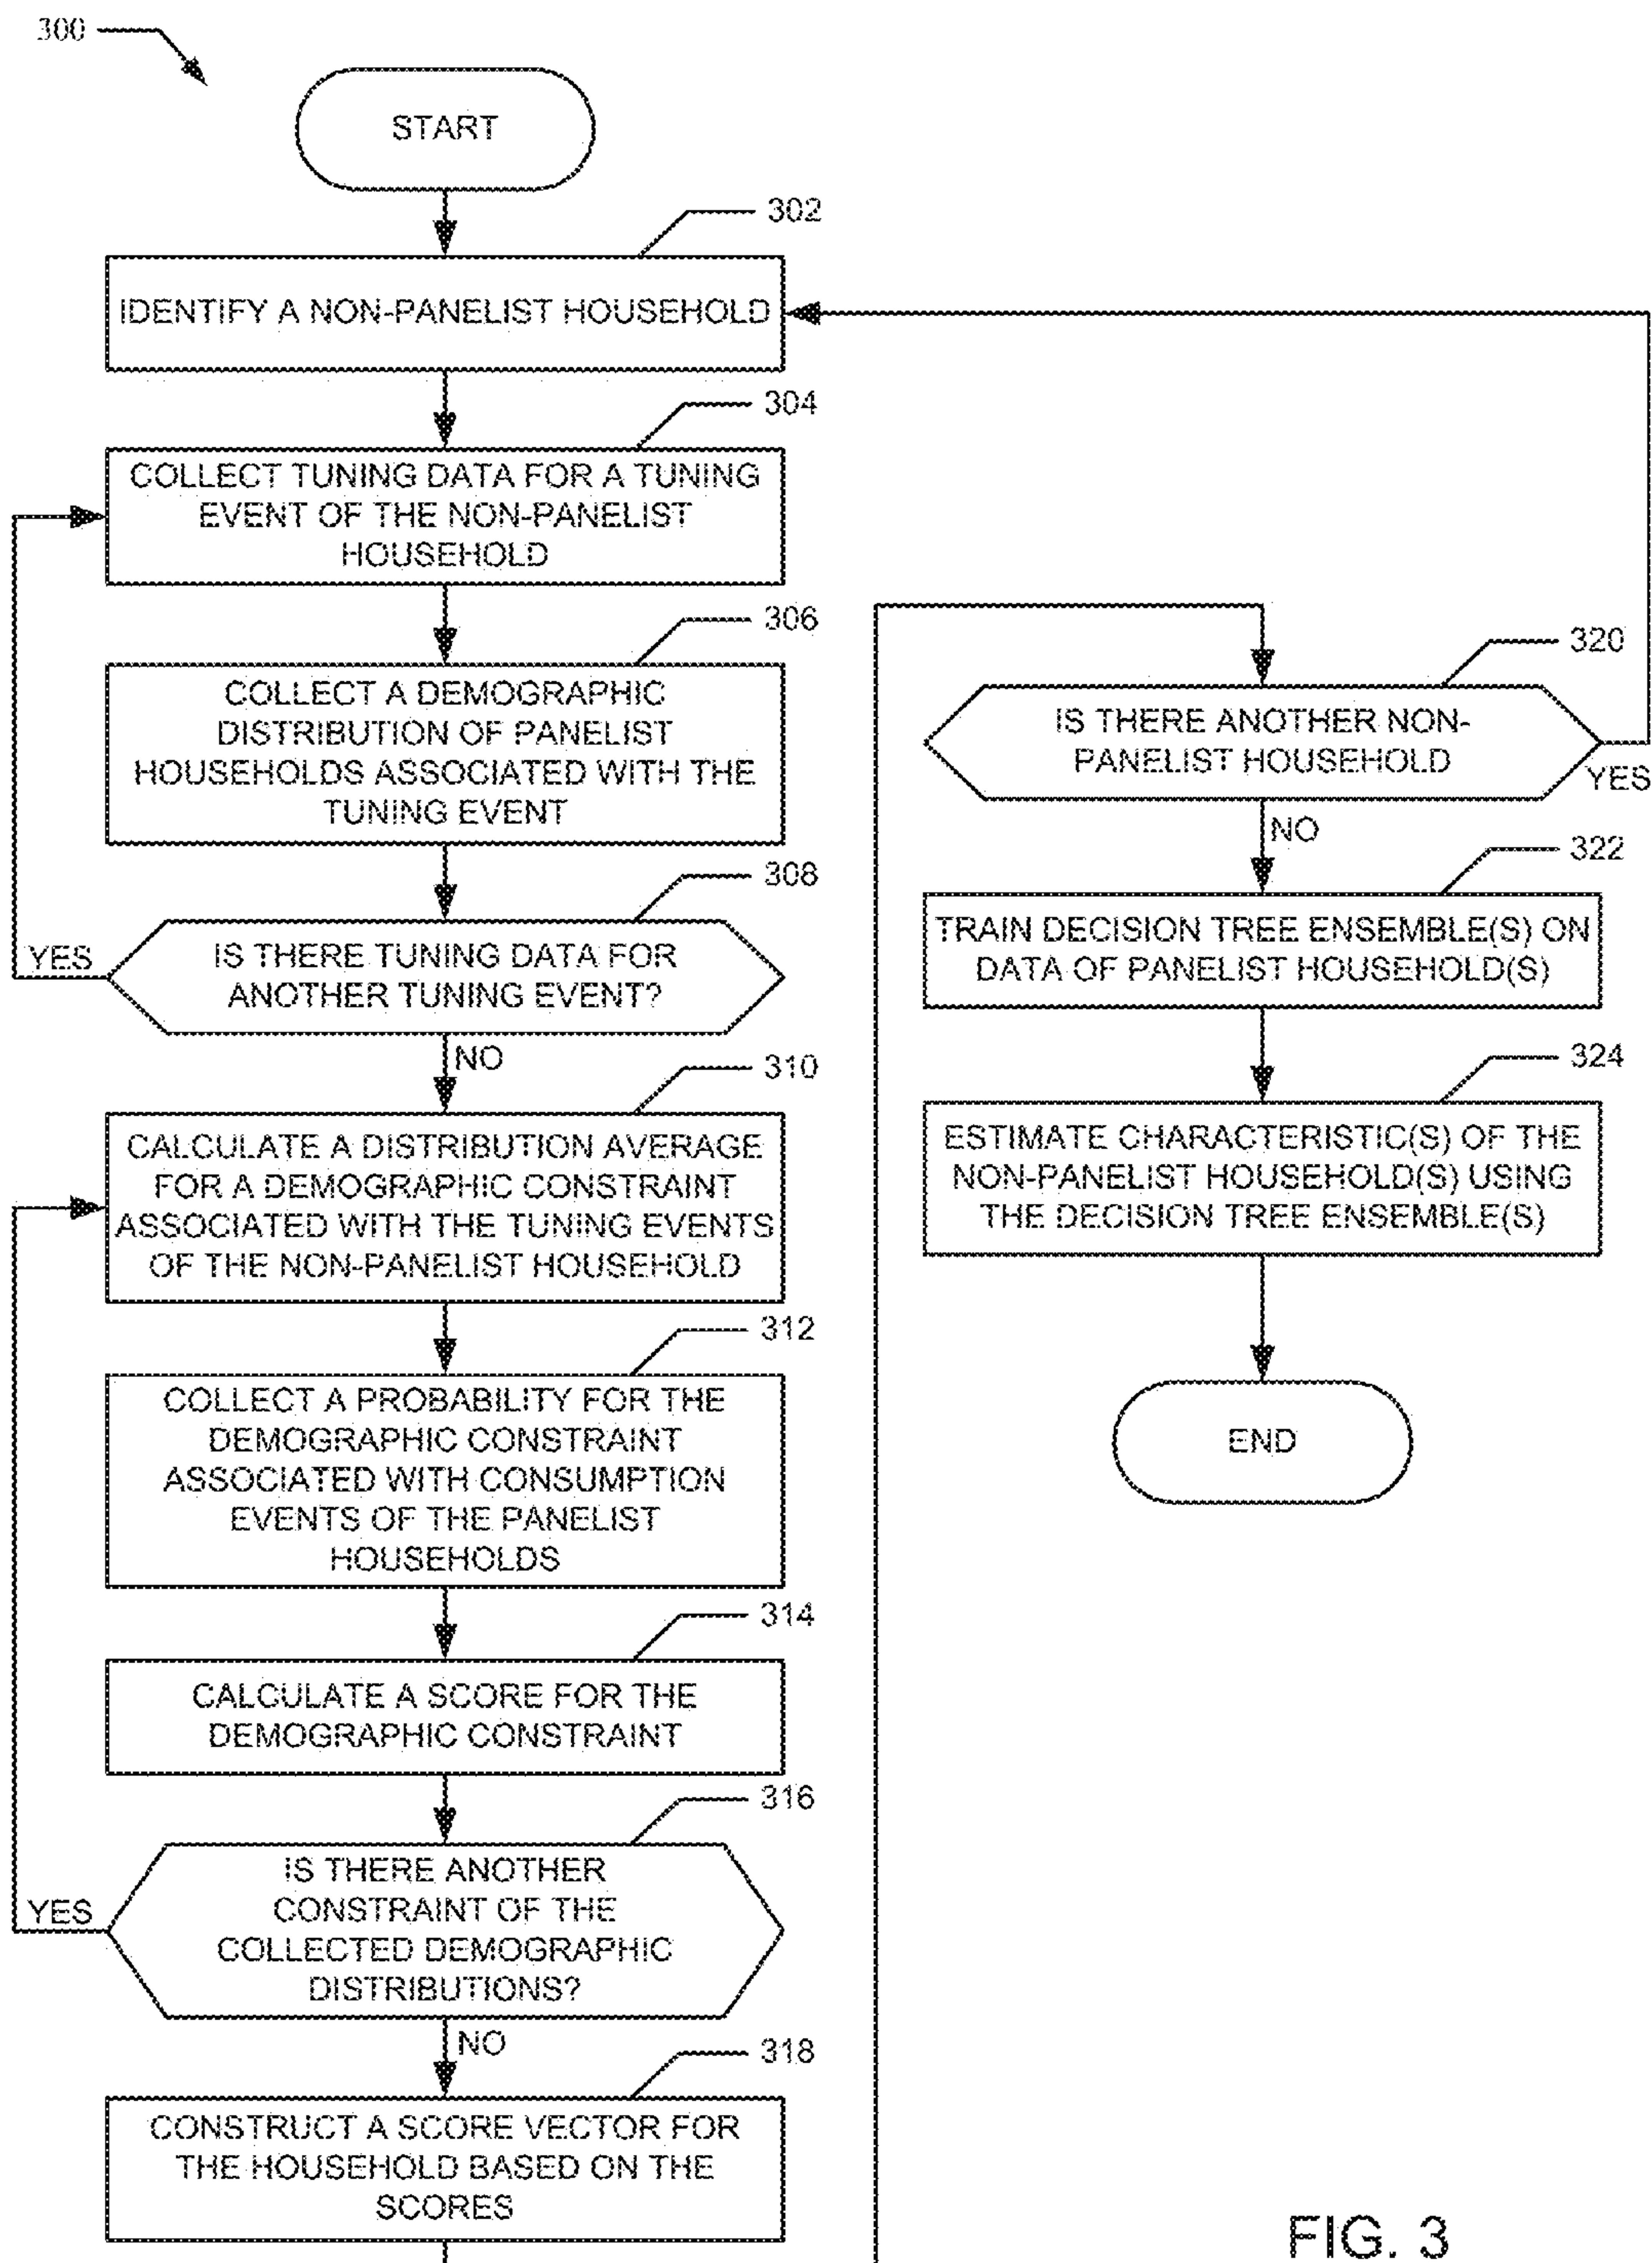 300
START
302
IDENTIFY A NON-PANELIST HOUSEHOLD
304
COLLECT TUNING DATA FOR A TUNING
EVENT OF THE NON-PANELIST
HOUSEHOLD
306
COLLECT A DEMOGRAPHIC
DISTRIBUTION OF PANELIST
HOUSEHOLDS ASSOCIATED WITH THE
TUNING EVENT
308
IS THERE TUNING DATA FOR
ANOTHER TUNING EVENT?
YES
NO
310
CALCULATE A DISTRIBUTION AVERAGE
FOR A DEMOGRAPHIC CONSTRAINT
ASSOCIATED WITH THE TUNING EVENTS
OF THE NON-PANELIST HOUSEHOLD
312
COLLECT A PROBABILITY FOR THE
DEMOGRAPHIC CONSTRAINT
ASSOCIATED WITH CONSUMPTION
EVENTS OF THE PANELIST
HOUSEHOLDS
314
CALCULATE A SCORE FOR THE
DEMOGRAPHIC CONSTRAINT
316
IS THERE ANOTHER
CONSTRAINT OF THE
COLLECTED DEMOGRAPHIC
DISTRIBUTIONS?
YES
NO
318
CONSTRUCT A SCORE VECTOR FOR
THE HOUSEHOLD BASED ON THE
SCORES
320
IS THERE ANOTHER NON-
PANELIST HOUSEHOLD
YES
NO
322
TRAIN DECISION TREE ENSEMBLE(S) ON
DATA OF PANELIST HOUSEHOLD(S)
324
ESTIMATE CHARACTERISTIC(S) OF THE
NON-PANELIST HOUSEHOLD(S) USING
THE DECISION TREE ENSEMBLE(S)
END
FIG. 3